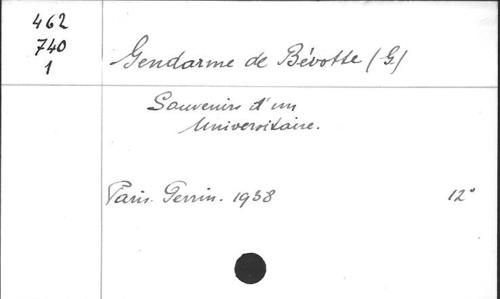 462
740
1
Gendarme de Bévotte (G)
Souvenirs d'un
Universitaire.
Paris. Perrin. 1938 12°